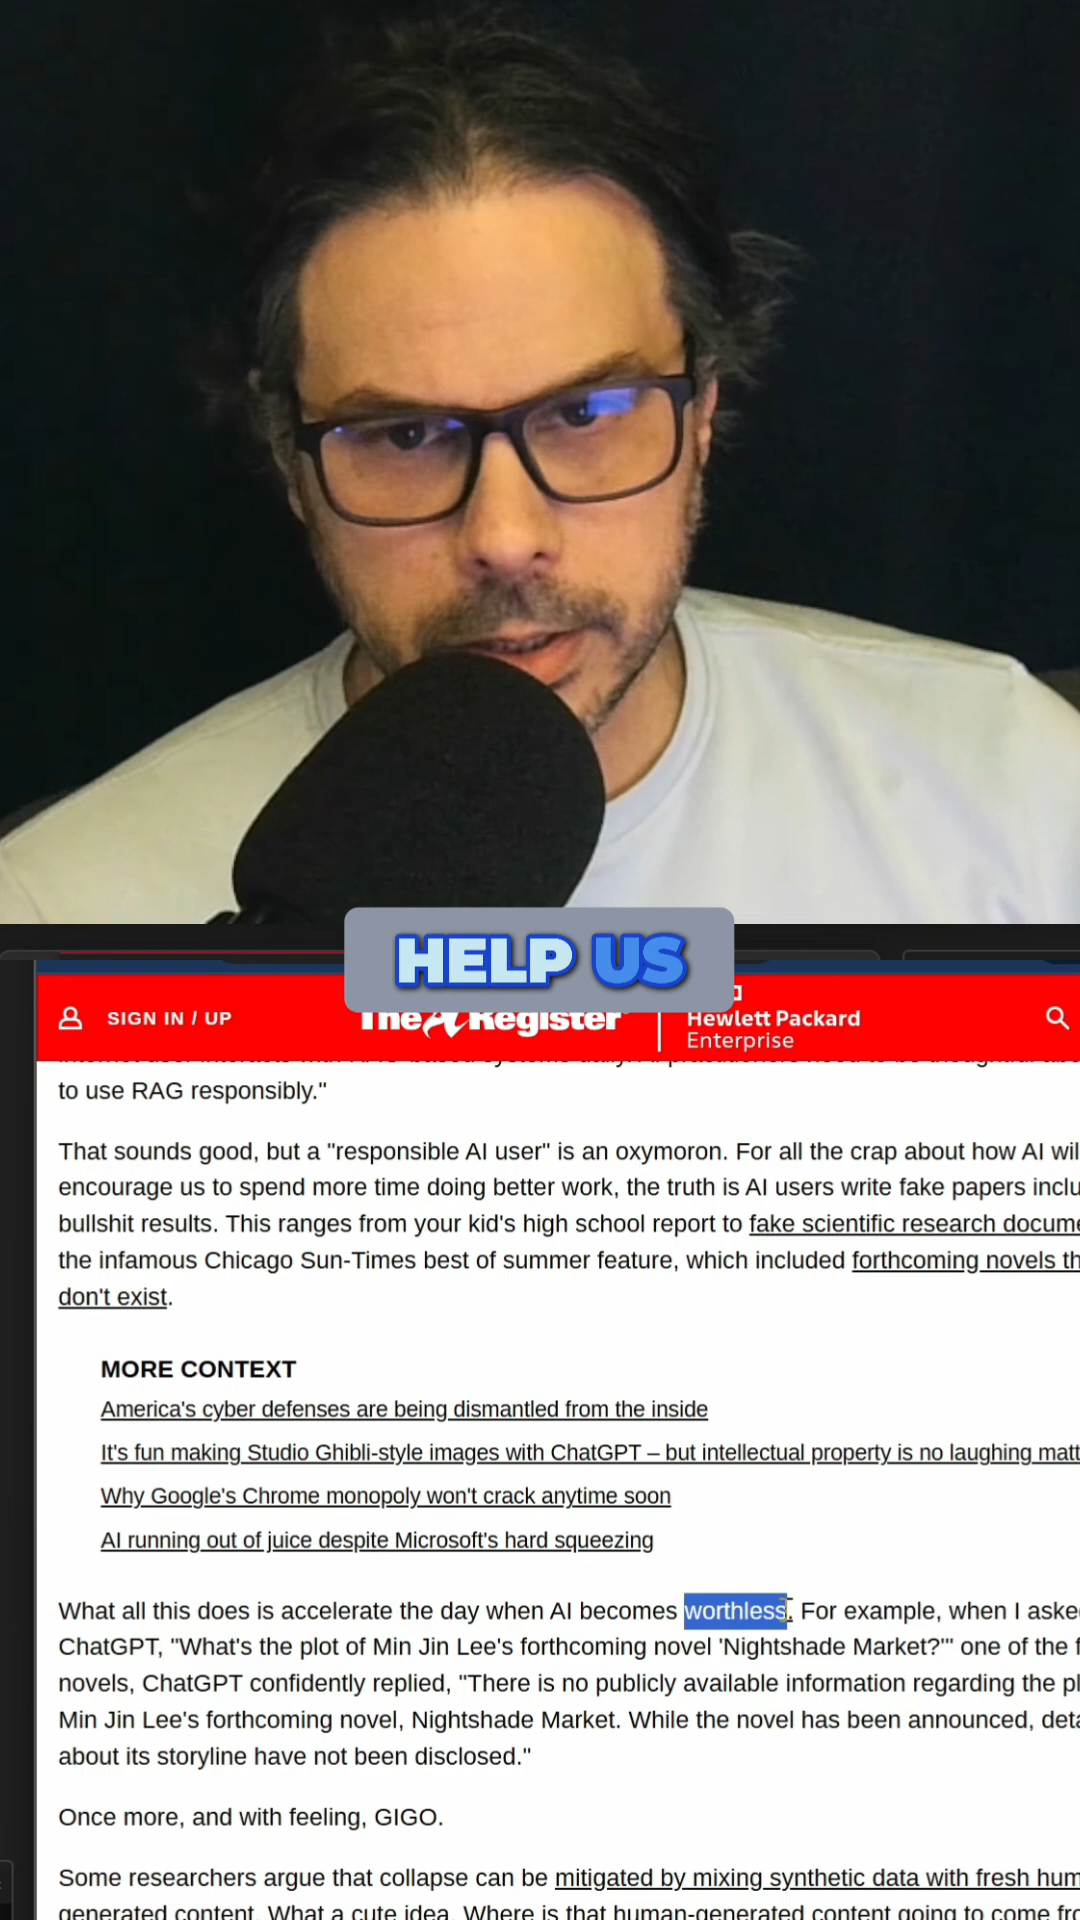 HELP US
SIGN IN / UP
The Register
Hewlett Packard
Enterprise
to use RAG responsibly."
That sounds good, but a "responsible AI user" is an oxymoron. For all the crap about how AI wil
encourage us to spend more time doing better work, the truth is AI users write fake papers inclu
bullshit results. This ranges from your kid's high school report to fake scientific research docume
the infamous Chicago Sun-Times best of summer feature, which included forthcoming novels th
don't exist.
MORE CONTEXT
America's cyber defenses are being dismantled from the inside
It's fun making Studio Ghibli-style images with ChatGPT – but intellectual property is no laughing matt
Why Google's Chrome monopoly won't crack anytime soon
AI running out of juice despite Microsoft's hard squeezing
What all this does is accelerate the day when AI becomes worthless. For example, when I aske
ChatGPT, "What's the plot of Min Jin Lee's forthcoming novel 'Nightshade Market?'" one of the f
novels, ChatGPT confidently replied, "There is no publicly available information regarding the pl
Min Jin Lee's forthcoming novel, Nightshade Market. While the novel has been announced, deta
about its storyline have not been disclosed."
Once more, and with feeling, GIGO.
Some researchers argue that collapse can be mitigated by mixing synthetic data with fresh hum
generated content. What a cute idea. Where is that human-generated content going to come fro